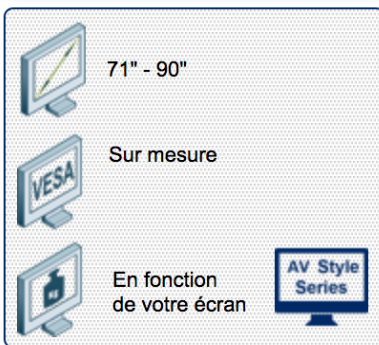 71" - 90"
Sur mesure
VESA
En fonction
de votre écran
AV Style
Series